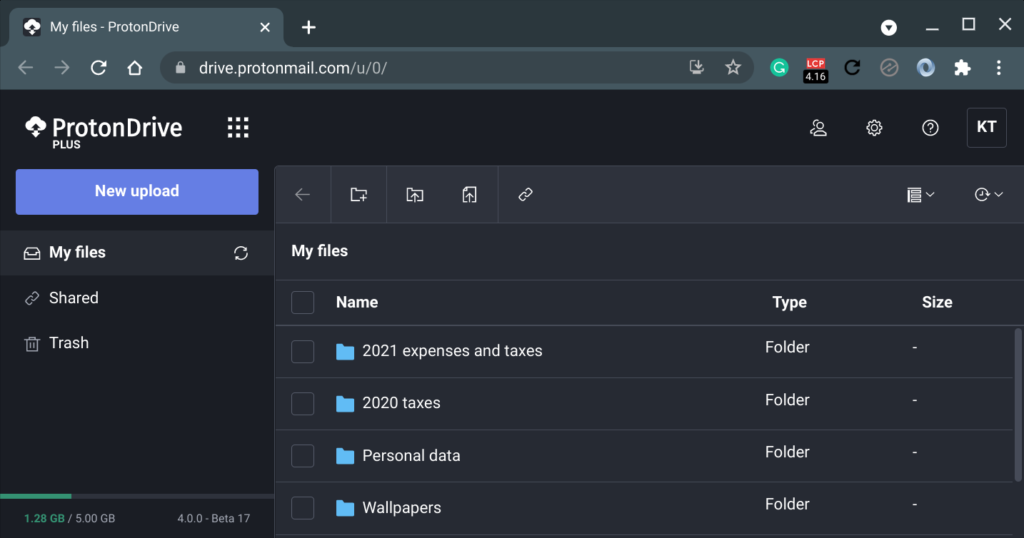 My files - ProtonDrive
drive.protonmail.com/u/0/
LCP
4.16
ProtonDrive
PLUS
KT
New upload
My files
Shared
Trash
1.28 GB / 5.00 GB
4.0.0 - Beta 17
My files
Name Type Size
2021 expenses and taxes Folder -
2020 taxes Folder -
Personal data Folder -
Wallpapers Folder -